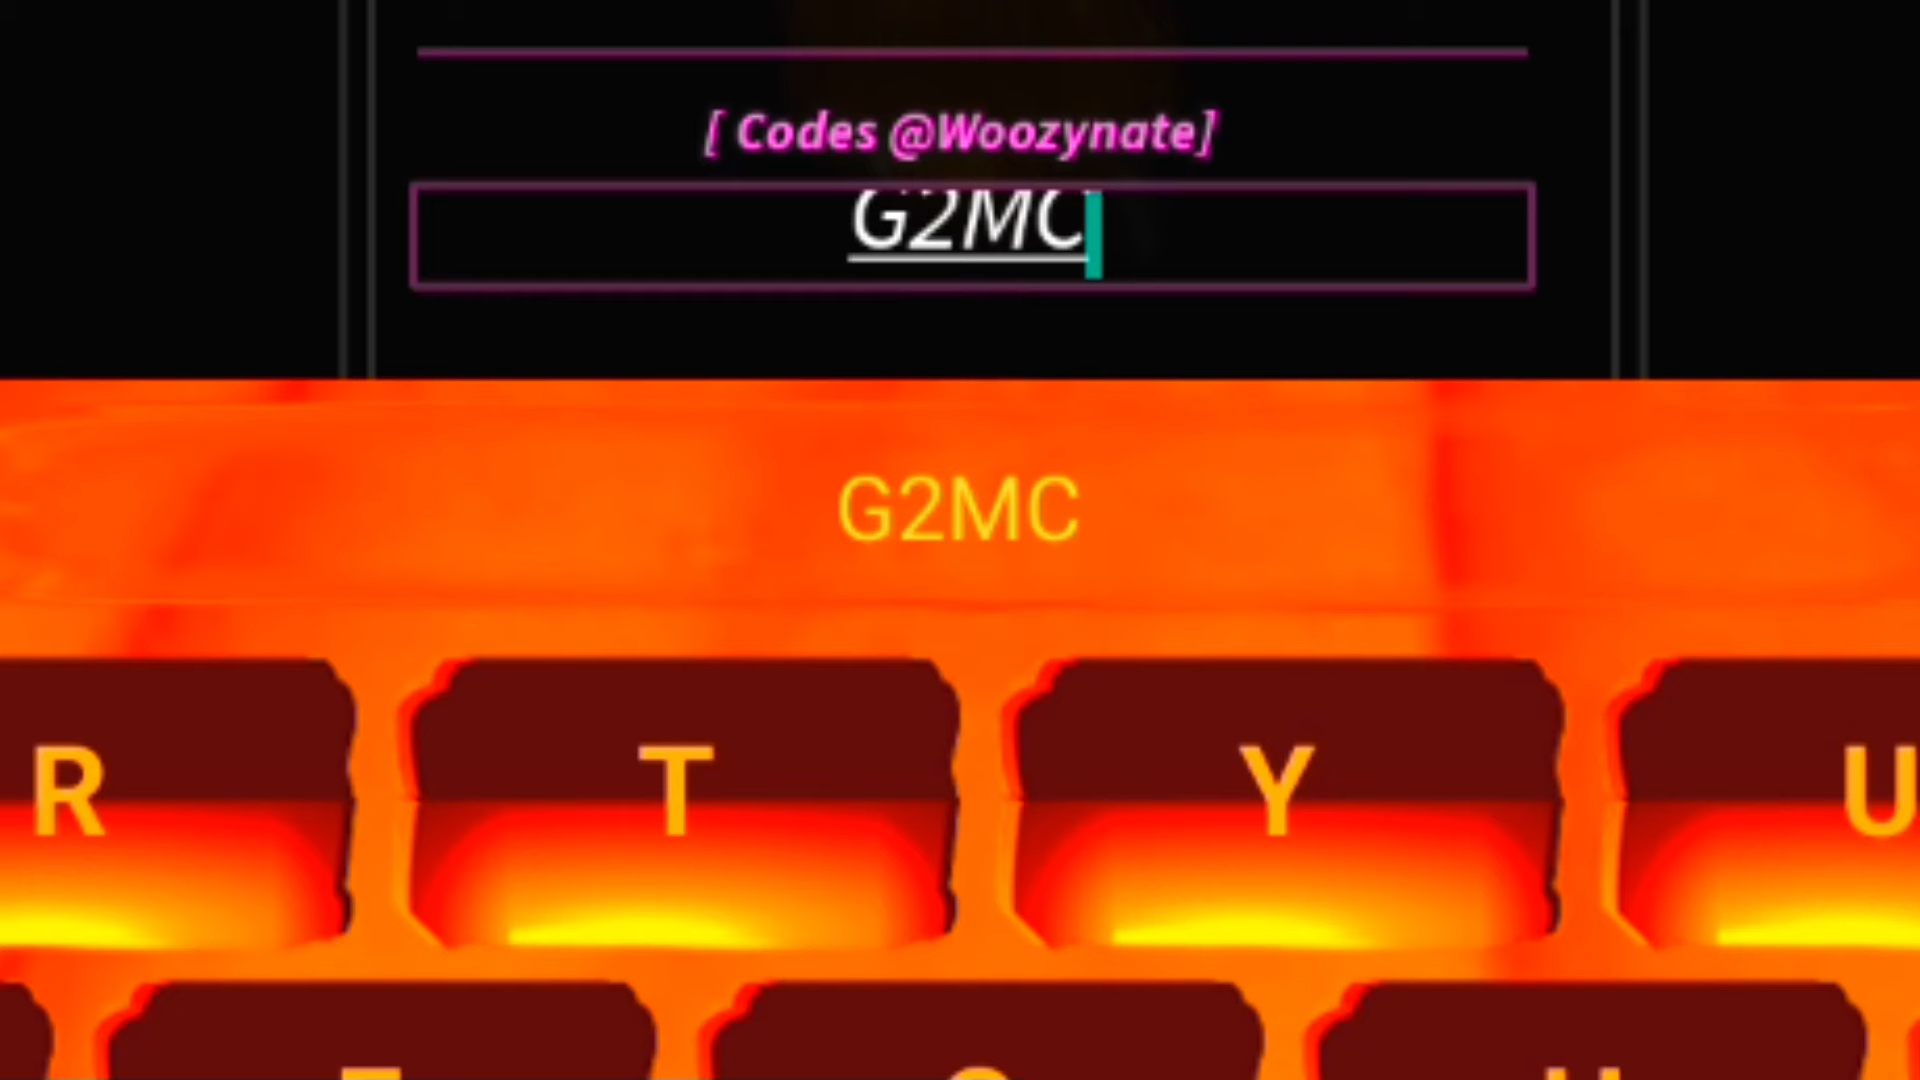 [ Codes @Woozynate]
G2MC
G2MC
R T Y U